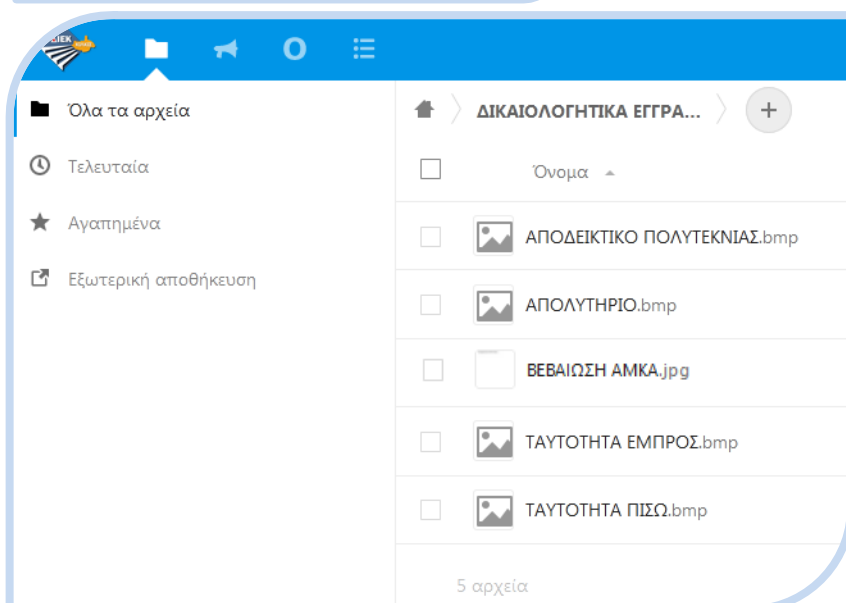 ΙΕΚ
Όλα τα αρχεία
Τελευταία
Αγαπημένα
Εξωτερική αποθήκευση
ΔΙΚΑΙΟΛΟΓΗΤΙΚΑ ΕΓΓΡΑ...
+
Όνομα
ΑΠΟΔΕΙΚΤΙΚΟ ΠΟΛΥΤΕΚΝΙΑΣ.bmp
ΑΠΟΛΥΤΗΡΙΟ.bmp
ΒΕΒΑΙΩΣΗ ΑΜΚΑ.jpg
ΤΑΥΤΟΤΗΤΑ ΕΜΠΡΟΣ.bmp
ΤΑΥΤΟΤΗΤΑ ΠΙΣΩ.bmp
5 αρχεία